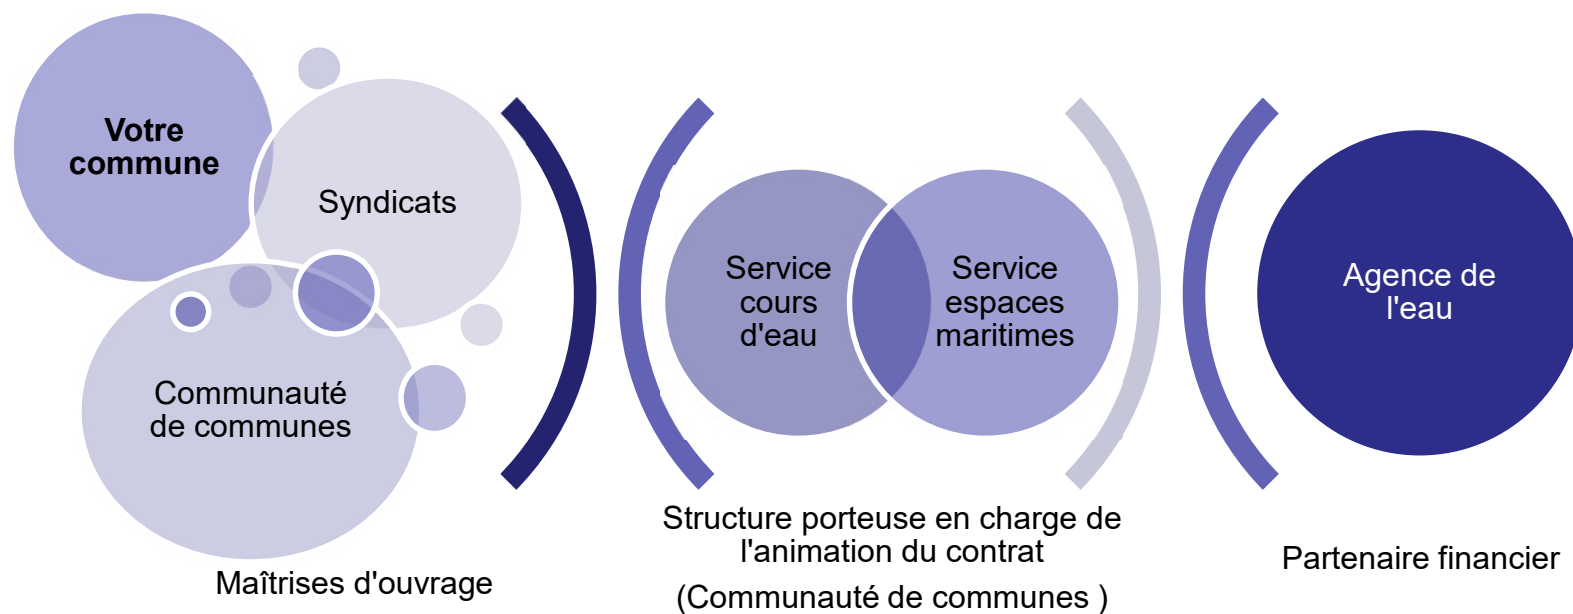 Votre
commune
Syndicats
Communauté
de communes
Maîtrises d'ouvrage
Service
cours
d'eau
Service
espaces
maritimes
Structure porteuse en charge de
l'animation du contrat
(Communauté de communes )
Agence de
l'eau
Partenaire financier